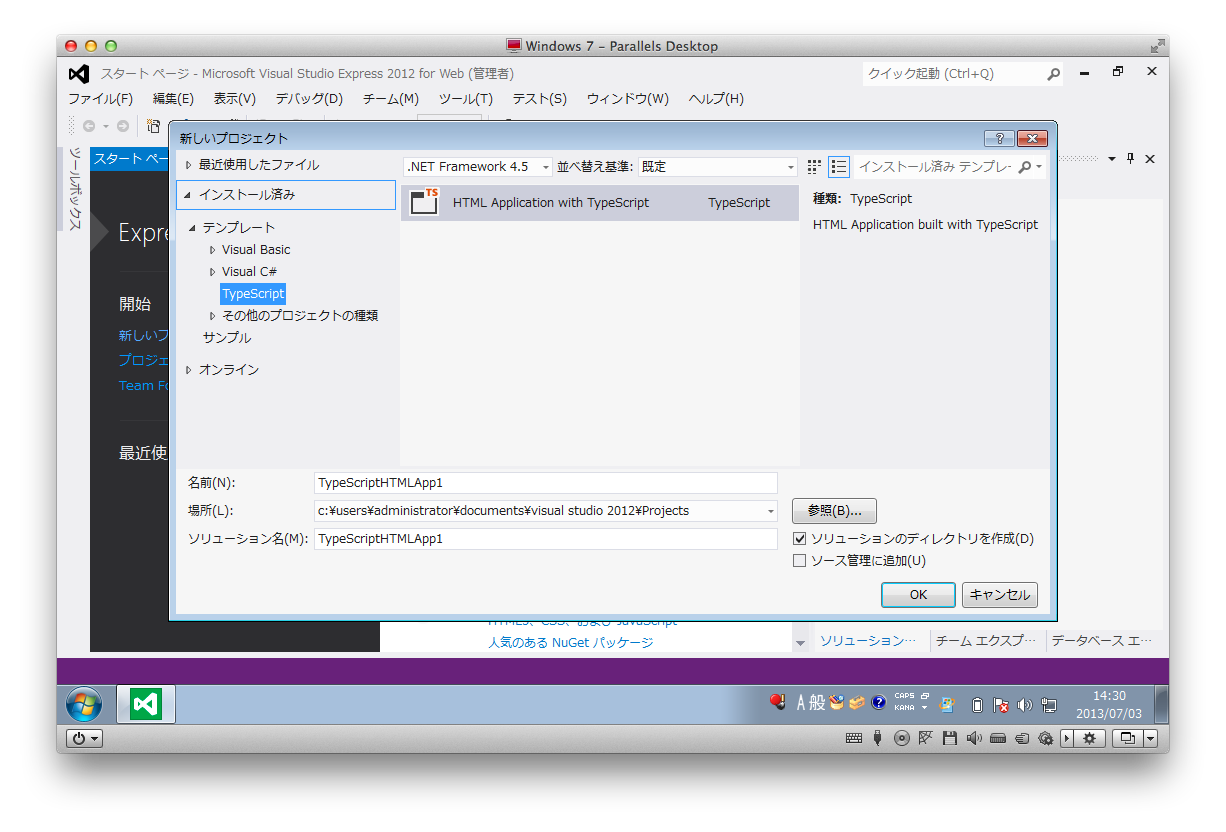 Windows 7 - Parallels Desktop
スタート ページ - Microsoft Visual Studio Express 2012 for Web (管理者)
クイック起動 (Ctrl+Q)
ファイル(F) 編集(E) 表示(V) デバッグ(D) チーム(M) ツール(T) テスト(S) ウィンドウ(W) ヘルプ(H)
ツールボックス
スタート ペー
Expre
開始
新しいプ
プロジェ
Team Fo
最近使
新しいプロジェクト
最近使用したファイル
インストール済み
テンプレート
Visual Basic
Visual C#
TypeScript
その他のプロジェクトの種類
サンプル
オンライン
.NET Framework 4.5 並べ替え基準: 既定
インストール済み テンプレ-
TS
HTML Application with TypeScript TypeScript
種類: TypeScript
HTML Application built with TypeScript
名前(N): TypeScriptHTMLApp1
場所(L): c:¥users¥administrator¥documents¥visual studio 2012¥Projects
参照(B)...
ソリューション名(M): TypeScriptHTMLApp1
ソリューションのディレクトリを作成(D)
ソース管理に追加(U)
OK キャンセル
HTML5、CSS、および JavaScript
人気のある NuGet パッケージ
ソリューション… チーム エクスプ… データベース エ…
A 般
CAPS
KANA
14:30
2013/07/03